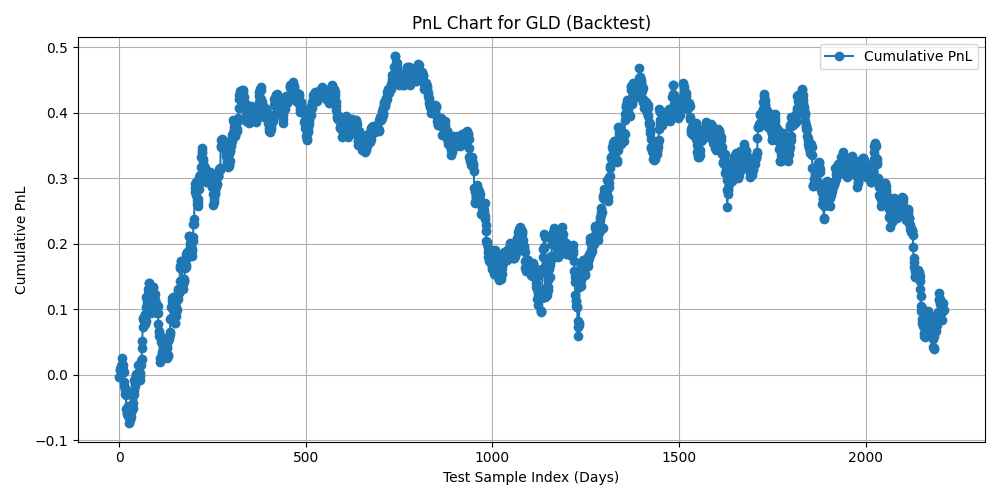 PnL Chart for GLD (Backtest)
Cumulative PnL
0.5
0.4
0.3
0.2
0.1
0.0
−0.1
Cumulative PnL
0 500 1000 1500 2000
Test Sample Index (Days)